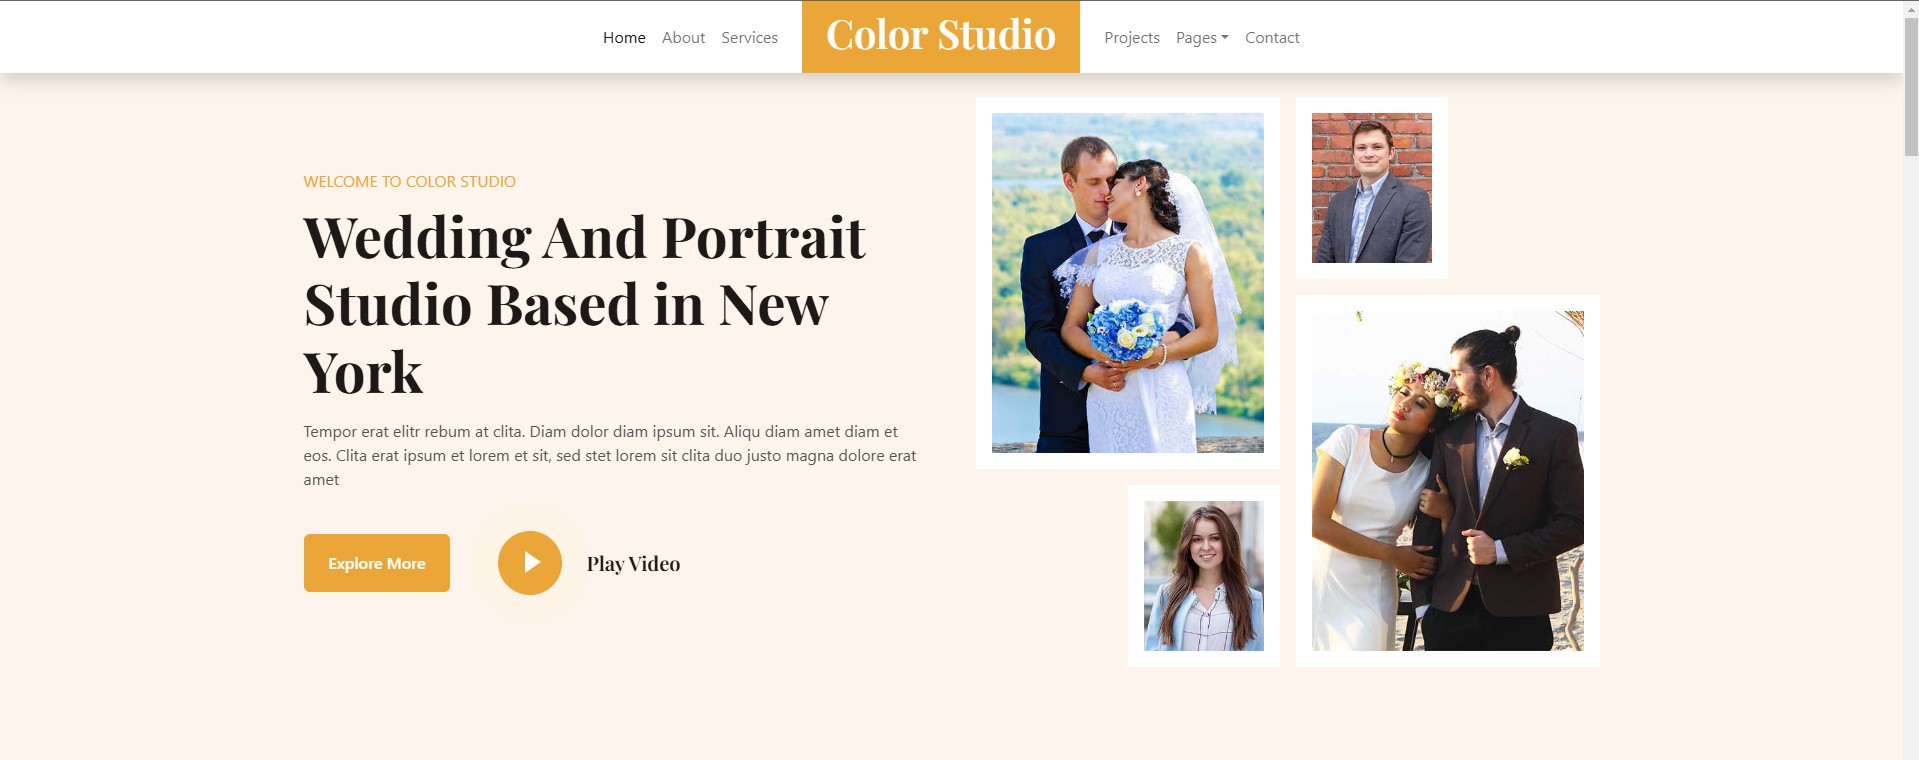 Home About Services Color Studio Projects Pages Contact
WELCOME TO COLOR STUDIO
Wedding And Portrait
Studio Based in New
York
Tempor erat elitr rebum at clita. Diam dolor diam ipsum sit. Aliqu diam amet diam et
eos. Clita erat ipsum et lorem et sit, sed stet lorem sit clita duo justo magna dolore erat
amet
Explore More Play Video